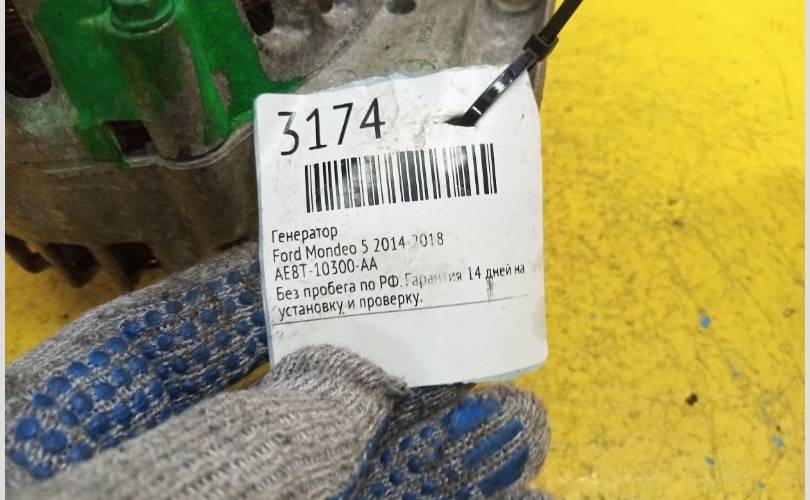 3174
Генератор
Ford Mondeo 5 2014-2018
AE8T-10300-AA
Без пробега по РФ. Гарантия 14 дней на
установку и проверку.